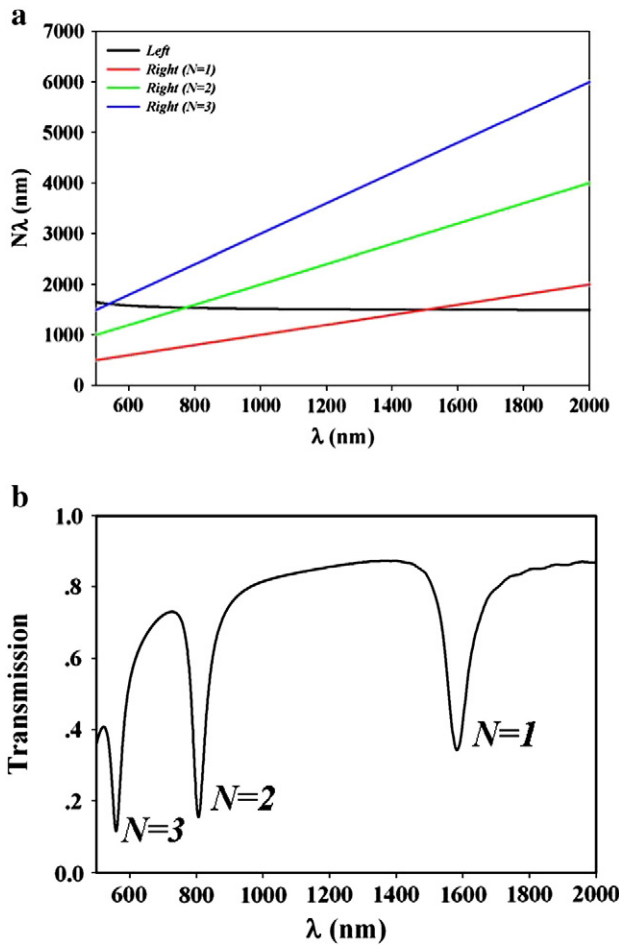 a
7000
6000
5000
4000
3000
2000
1000
0
Nλ (nm)
Left
Right (N=1)
Right (N=2)
Right (N=3)
600 800 1000 1200 1400 1600 1800 2000
λ (nm)
b
1.0
.8
.6
.4
.2
0.0
Transmission
N=3
N=2
N=1
600 800 1000 1200 1400 1600 1800 2000
λ (nm)